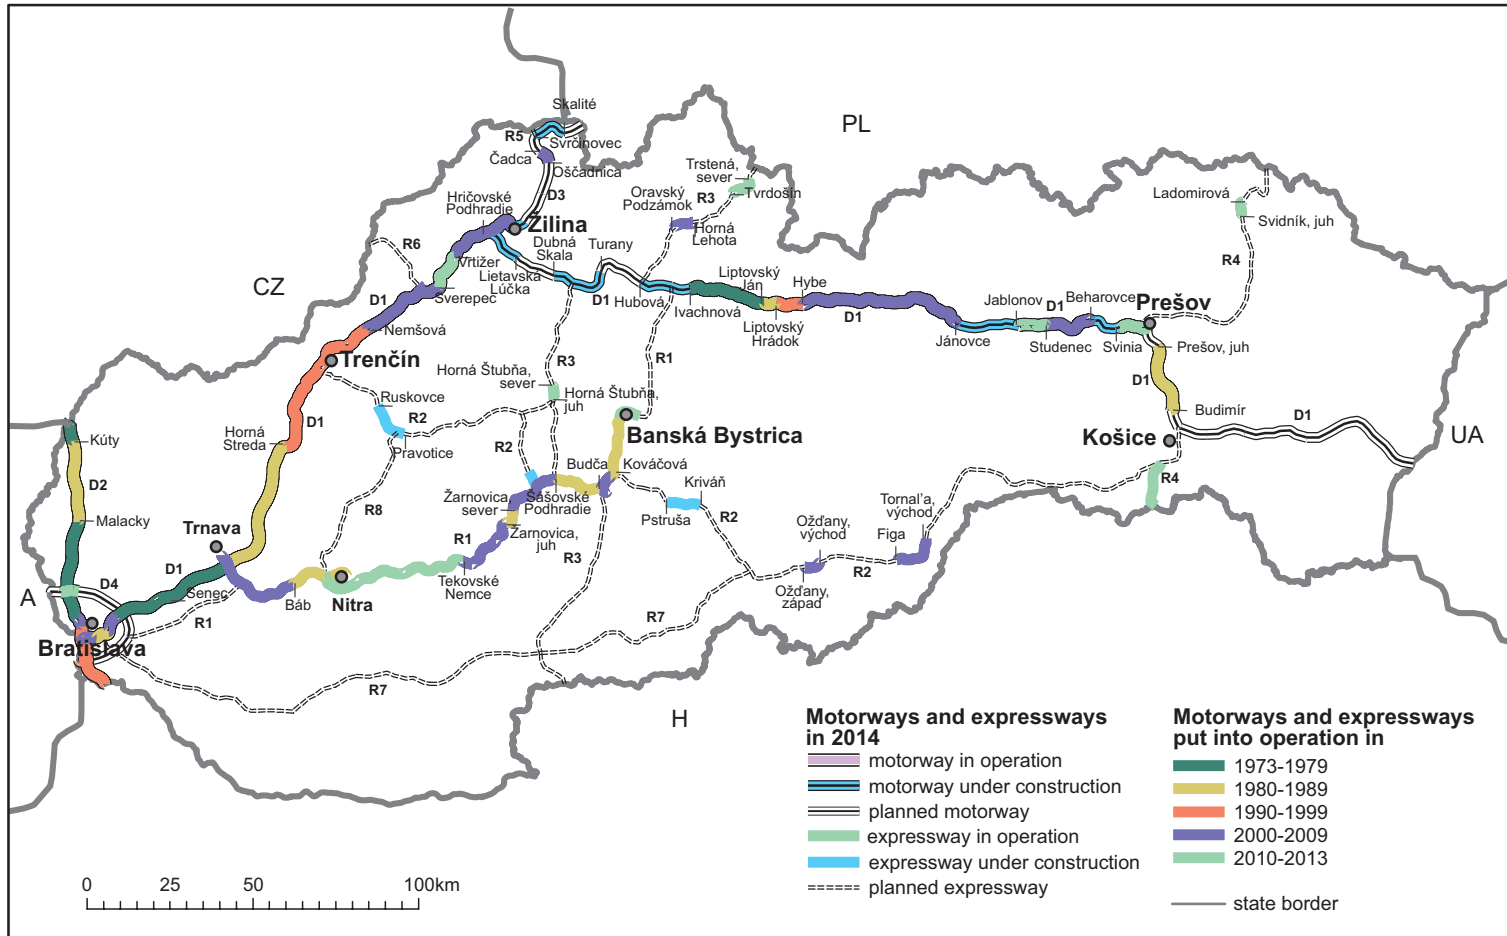 Skalité
R5
Svrčinovec
PL
Čadca
Oščadnica
Trstená,
sever
Tvrdošín
D3
Oravský
Podzámok
R3
Ladomirová
Hričovské
Podhradie
Žilina
Horná
Lehota
Svidník, juh
R6
Dubná
Skala
Turany
Vrtižer
Lietavská
Lúčka
R4
CZ
Sverepec
D1
D1
Hubová
Liptovský
Ján
Hybe
Ivachnová
Liptovský
Hrádok
D1
Jablonov
D1
Beharovce
Prešov
Nemšová
Jánovce
Studenec
Svinia
Prešov, juh
Trenčín
R3
R1
Horná Štubňa,
sever
D1
Ruskovce
Horná Štubňa,
juh
Budimír
D1
R2
Horná
Streda
D1
Banská Bystrica
Košice
UA
Kúty
Pravotice
R2
Budča
Kováčová
R4
D2
Žarnovica,
sever
Šášovské
Podhradie
Kriváň
Malacky
R8
Pstruša
R2
Tornal'a,
východ
Trnava
Žarnovica,
juh
Ožďany,
východ
Figa
R1
R3
D1
D4
Tekovské
Nemce
R2
A
Senec
Báb
Nitra
Ožďany,
západ
R1
R7
Bratislava
R7
H
Motorways and expressways
in 2014
motorway in operation
motorway under construction
planned motorway
expressway in operation
expressway under construction
planned expressway
Motorways and expressways
put into operation in
1973-1979
1980-1989
1990-1999
2000-2009
2010-2013
state border
0 25 50 100km